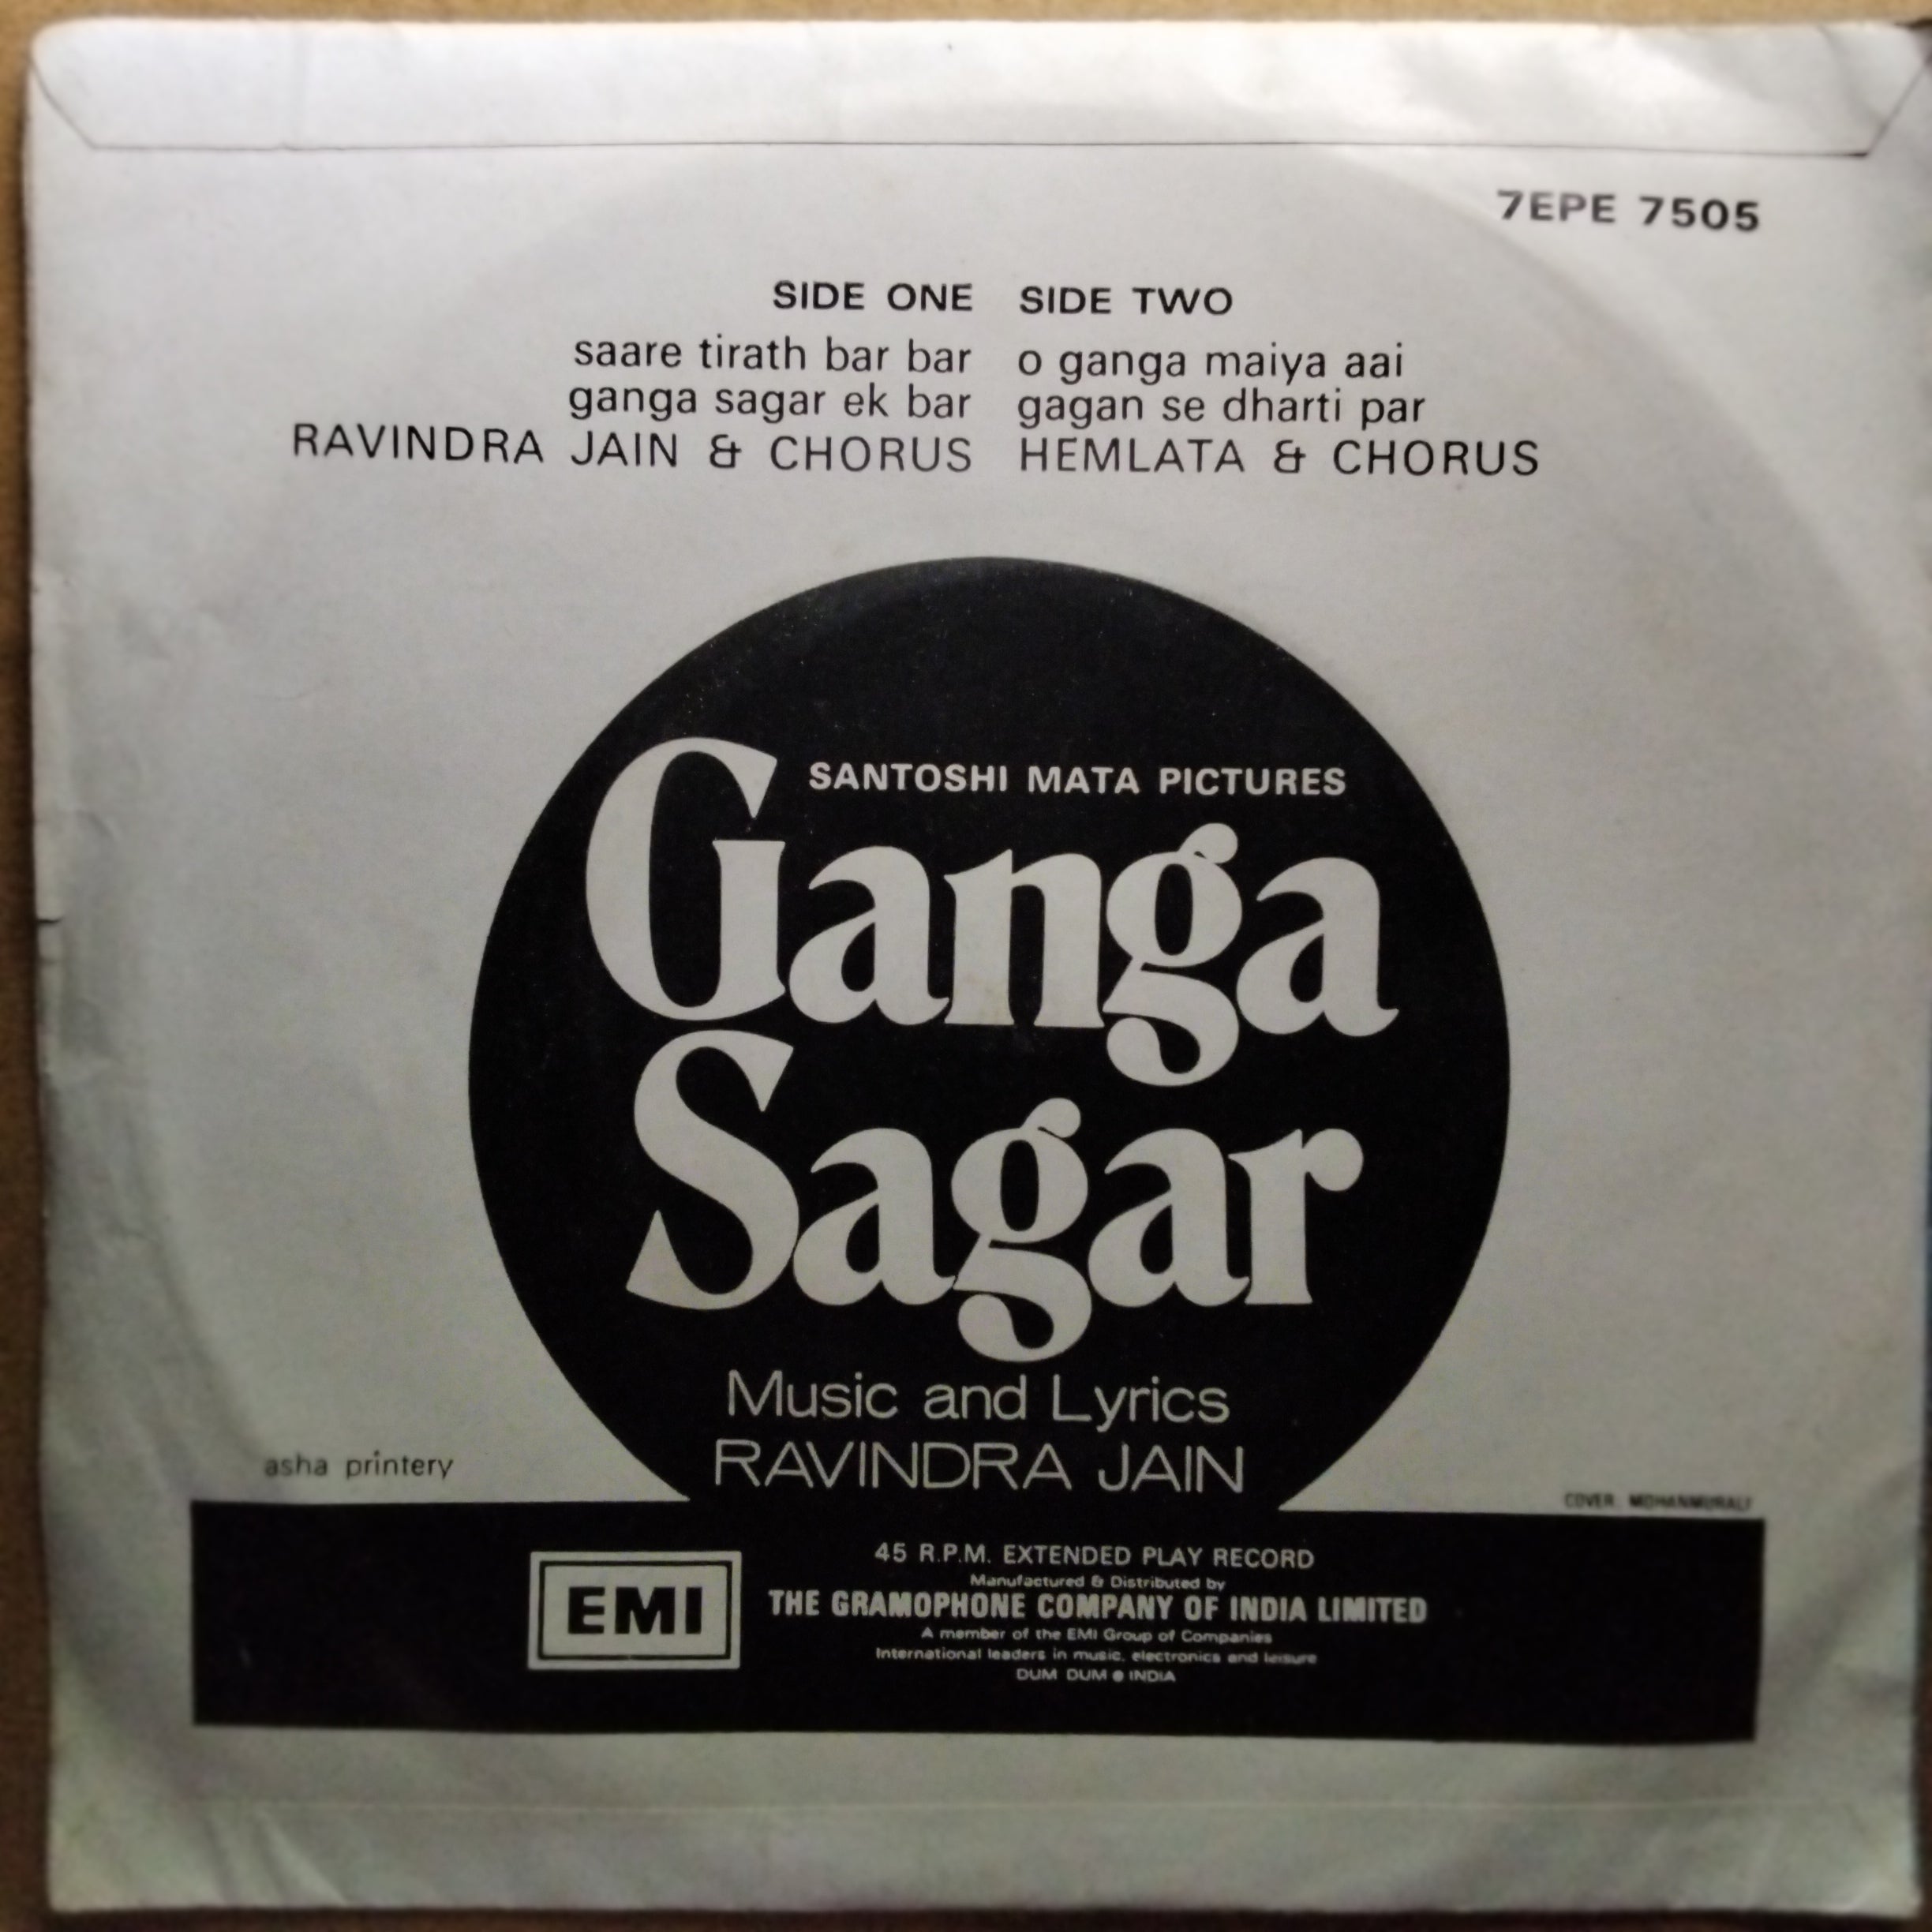 7EPE 7505
SIDE ONE
saare tirath bar bar
ganga sagar ek bar
RAVINDRA JAIN & CHORUS
SIDE TWO
o ganga maiya aai
gagan se dharti par
HEMLATA & CHORUS
SANTOSHI MATA PICTURES
Ganga
Sagar
Music and Lyrics
RAVINDRA JAIN
asha printery
COVER: MOHANMURALI
EMI
45 R.P.M. EXTENDED PLAY RECORD
Manufactured & Distributed by
THE GRAMOPHONE COMPANY OF INDIA LIMITED
A member of the EMI Group of Companies
International leaders in music, electronics and leisure
DUM DUM ● INDIA